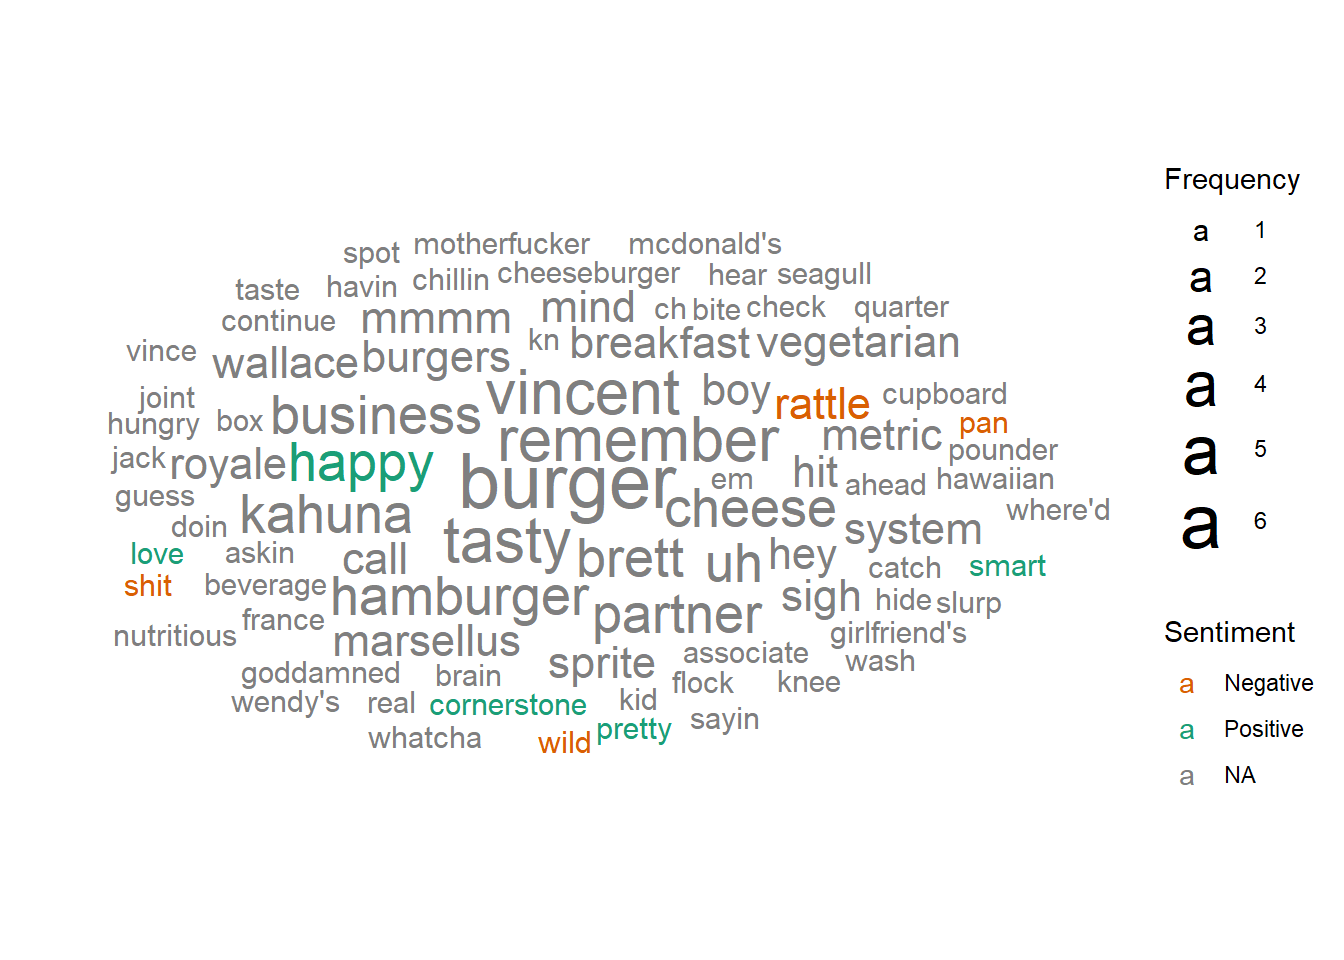 spot motherfucker mcdonald's
taste havin chillin cheeseburger hear seagull
continue mmmm mind ch bite check quarter
vince wallace burgers kn breakfast vegetarian
joint business vincent boy rattle cupboard
hungry box remember metric pan
jack royale happy burger em hit pounder
guess kahuna cheese ahead hawaiian
doin tasty system where'd
love askin call brett uh hey catch smart
shit beverage hamburger partner sigh hide slurp
nutritious france marsellus girlfriend's
goddamned brain sprite associate wash
wendy's real cornerstone kid flock knee
whatcha wild pretty sayin
Frequency
a 1
a 2
a 3
a 4
a 5
a 6
Sentiment
a Negative
a Positive
a NA